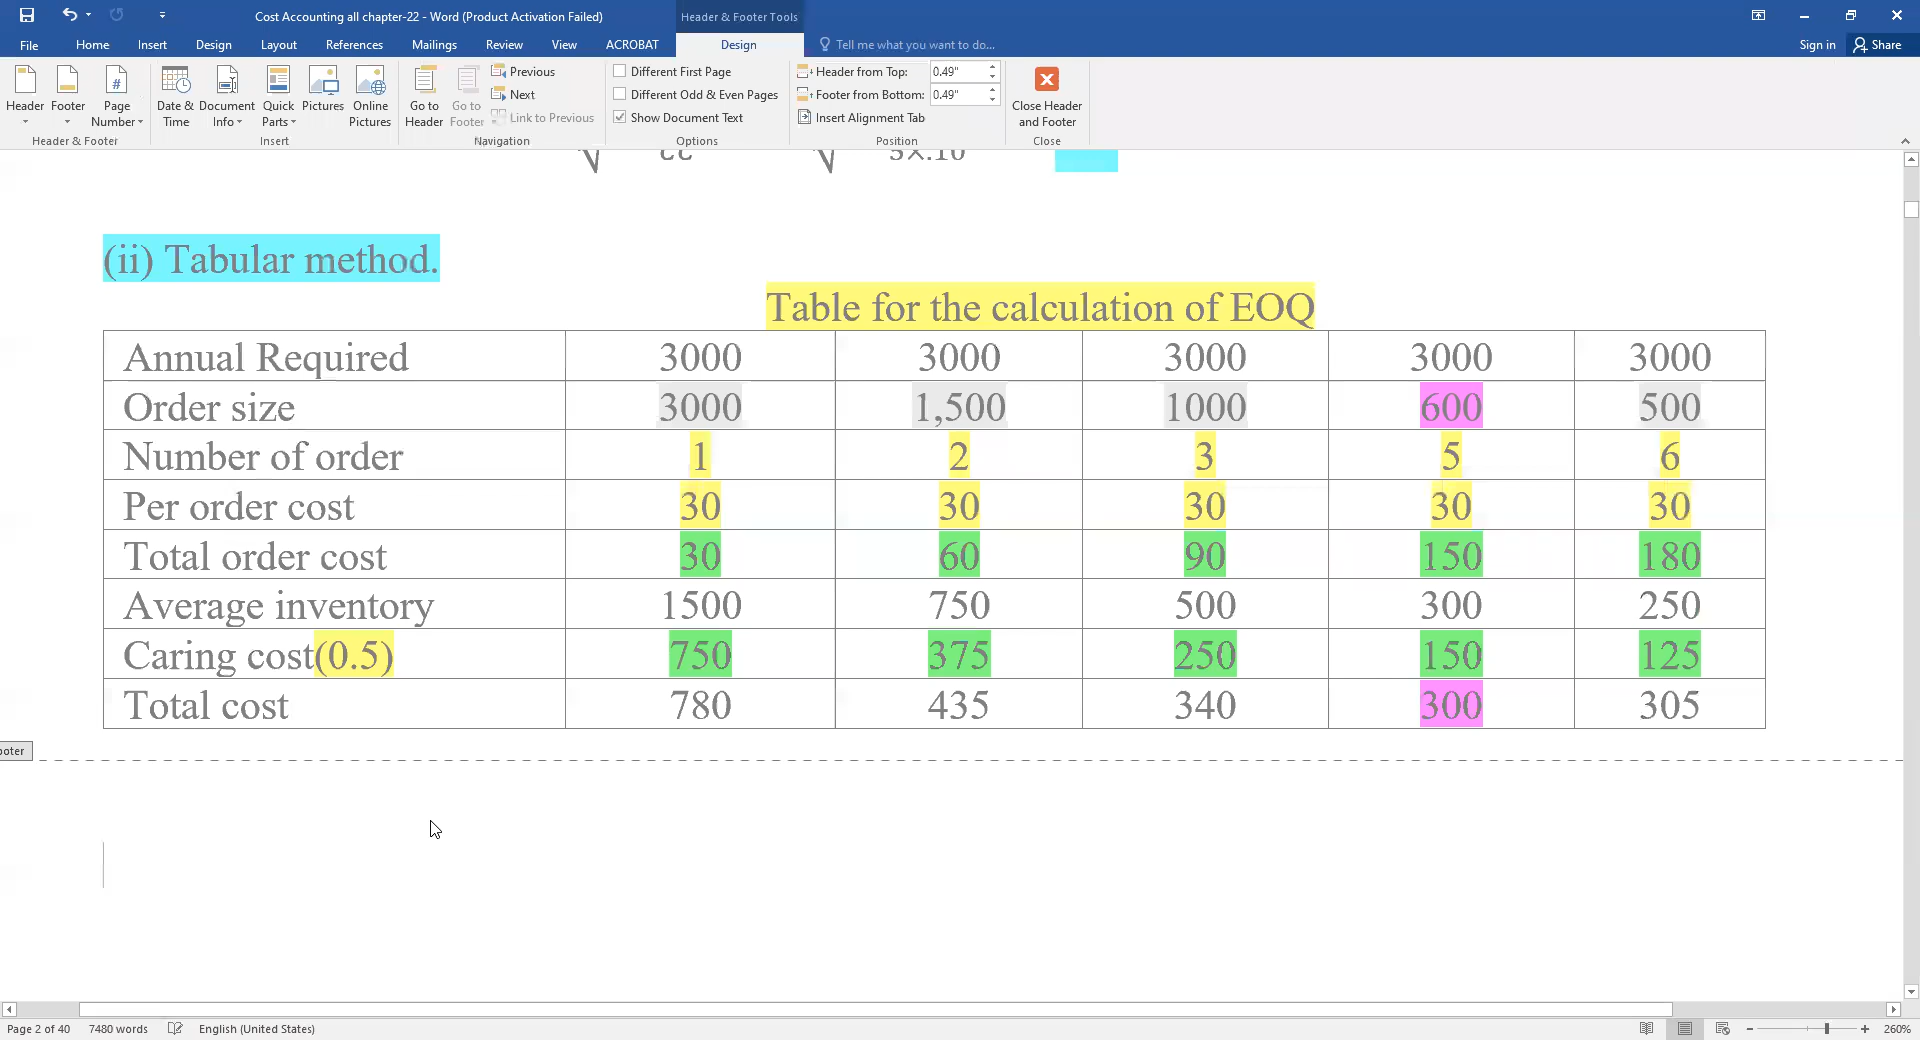 Cost Accounting all chapter-22 - Word (Product Activation Failed)
Header & Footer Tools
File Home Insert Design Layout References Mailings Review View ACROBAT Design Tell me what you want to do... Sign in Share
Header Footer Page Number
Date & Time Document Info Quick Parts Pictures Online Pictures
Go to Header Go to Footer
Previous
Next
Link to Previous
Different First Page
Different Odd & Even Pages
Show Document Text
Header from Top: 0.49"
Footer from Bottom: 0.49"
Insert Alignment Tab
Close Header and Footer
Header & Footer Insert Navigation Options Position Close
(ii) Tabular method.
Table for the calculation of EOQ
Annual Required 3000 3000 3000 3000 3000
Order size 3000 1,500 1000 600 500
Number of order 1 2 3 5 6
Per order cost 30 30 30 30 30
Total order cost 30 60 90 150 180
Average inventory 1500 750 500 300 250
Caring cost(0.5) 750 375 250 150 125
Total cost 780 435 340 300 305
Page 2 of 40 7480 words English (United States) 260%